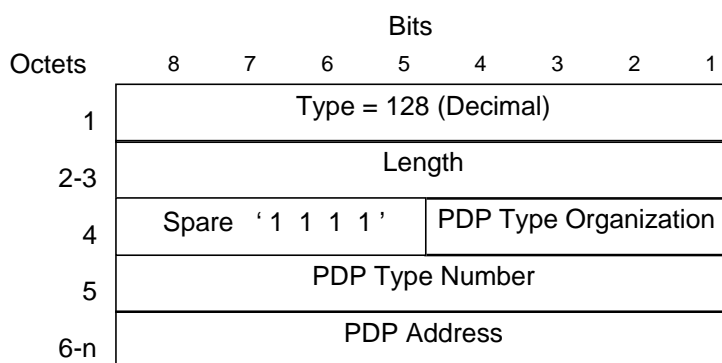 Bits
Octets 8 7 6 5 4 3 2 1
1 Type = 128 (Decimal)
2-3 Length
4 Spare ‘ 1 1 1 1 ’ PDP Type Organization
5 PDP Type Number
6-n PDP Address